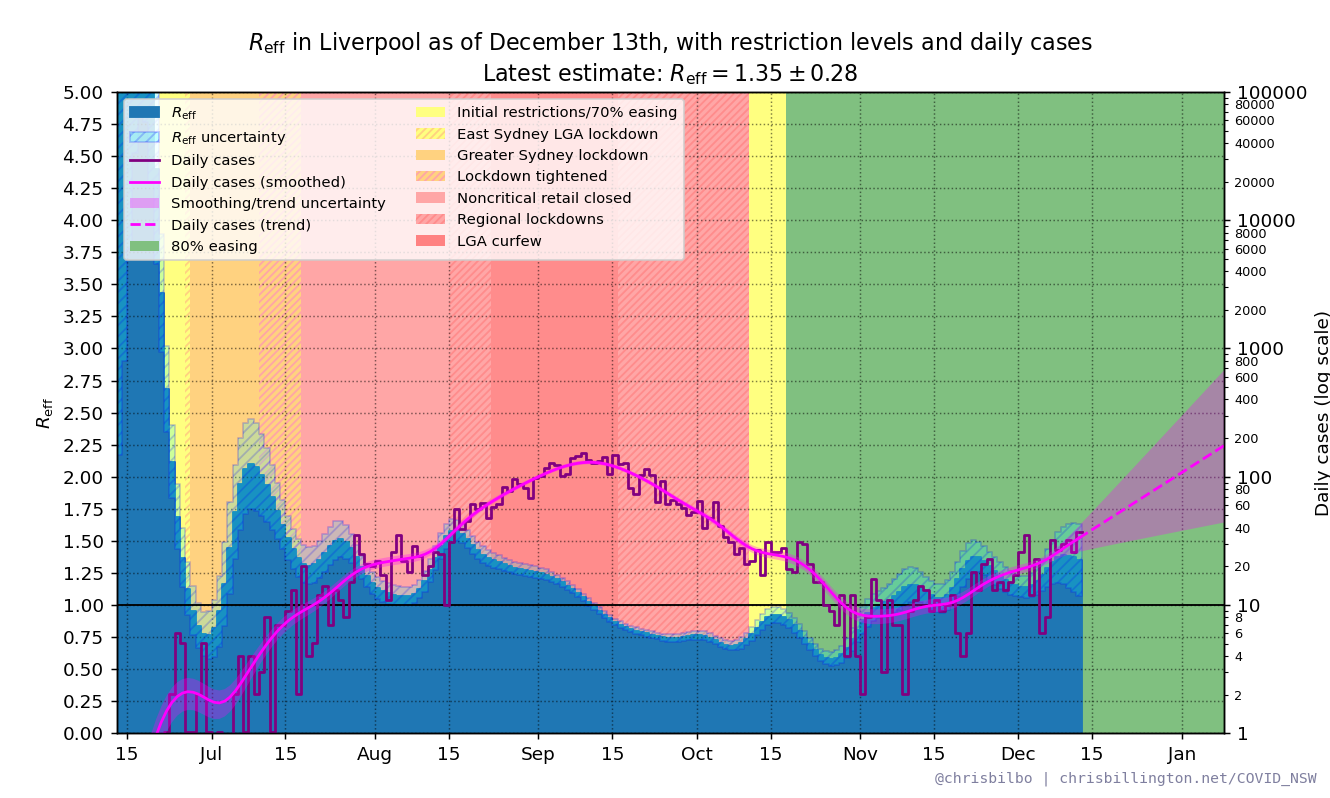 Reff in Liverpool as of December 13th, with restriction levels and daily cases
Latest estimate: Reff = 1.35 ± 0.28
Reff
Reff uncertainty
Daily cases
Daily cases (smoothed)
Smoothing/trend uncertainty
Daily cases (trend)
80% easing
Initial restrictions/70% easing
East Sydney LGA lockdown
Greater Sydney lockdown
Lockdown tightened
Noncritical retail closed
Regional lockdowns
LGA curfew
Reff
5.00
4.75
4.50
4.25
4.00
3.75
3.50
3.25
3.00
2.75
2.50
2.25
2.00
1.75
1.50
1.25
1.00
0.75
0.50
0.25
0.00
100000
80000
60000
40000
20000
10000
8000
6000
4000
2000
1000
800
600
400
200
100
80
60
40
20
10
8
6
4
2
1
Daily cases (log scale)
15 Jul 15 Aug 15 Sep 15 Oct 15 Nov 15 Dec 15 Jan
@chrisbilbo | chrisbillington.net/COVID_NSW